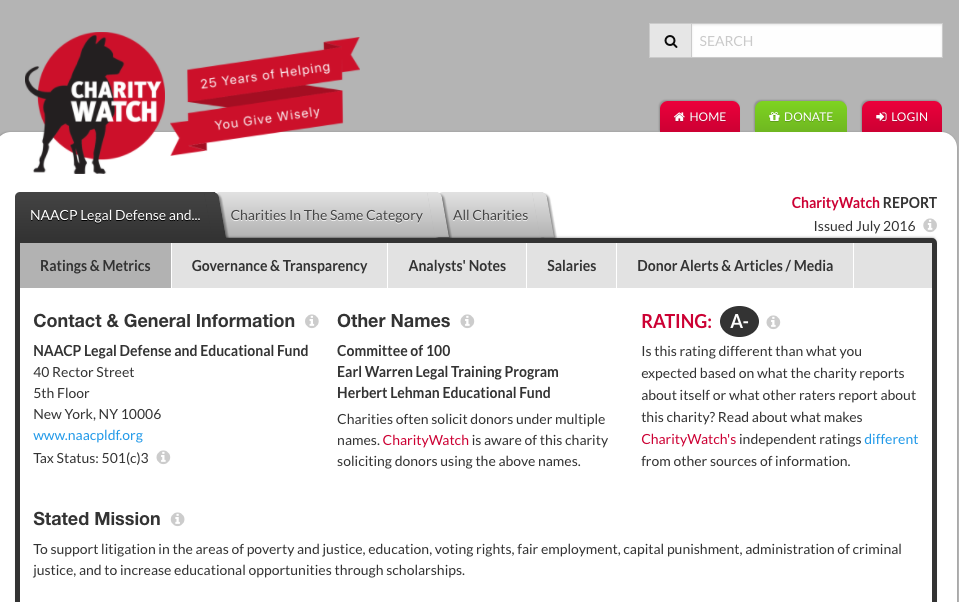 CHARITY
WATCH
25 Years of Helping
You Give Wisely
SEARCH
HOME
DONATE
LOGIN
NAACP Legal Defense and...
Charities In The Same Category
All Charities
CharityWatch REPORT
Issued July 2016
Ratings & Metrics
Governance & Transparency
Analysts' Notes
Salaries
Donor Alerts & Articles / Media
Contact & General Information
NAACP Legal Defense and Educational Fund
40 Rector Street
5th Floor
New York, NY 10006
www.naacpldf.org
Tax Status: 501(c)3
Other Names
Committee of 100
Earl Warren Legal Training Program
Herbert Lehman Educational Fund
Charities often solicit donors under multiple
names. CharityWatch is aware of this charity
soliciting donors using the above names.
RATING: A-
Is this rating different than what you
expected based on what the charity reports
about itself or what other raters report about
this charity? Read about what makes
CharityWatch's independent ratings different
from other sources of information.
Stated Mission
To support litigation in the areas of poverty and justice, education, voting rights, fair employment, capital punishment, administration of criminal
justice, and to increase educational opportunities through scholarships.